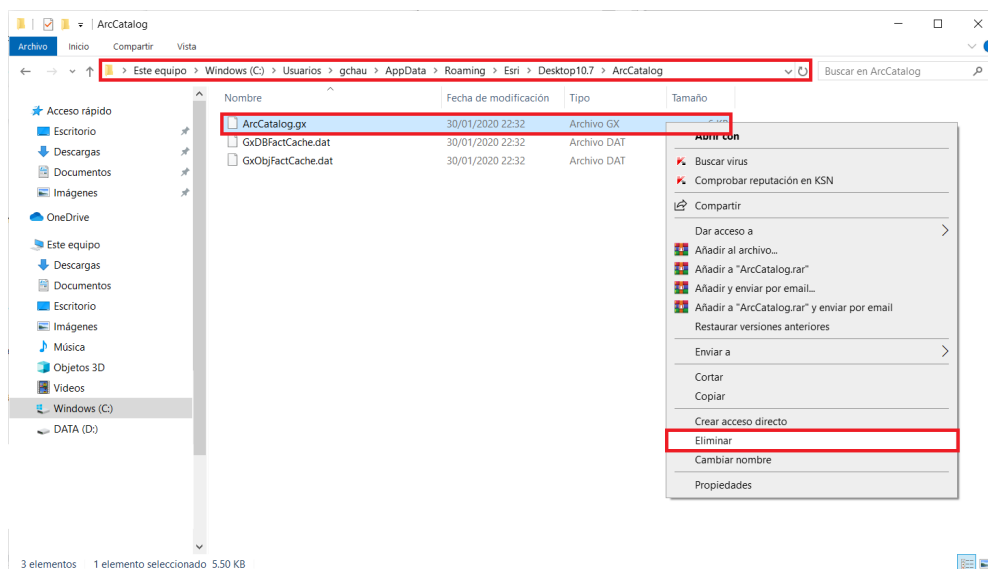 ArcCatalog
Archivo Inicio Compartir Vista
Este equipo > Windows (C:) > Usuarios > gchau > AppData > Roaming > Esri > Desktop10.7 > ArcCatalog
Buscar en ArcCatalog
Acceso rápido
Escritorio
Descargas
Documentos
Imágenes
OneDrive
Este equipo
Descargas
Documentos
Escritorio
Imágenes
Música
Objetos 3D
Videos
Windows (C:)
DATA (D:)
Nombre Fecha de modificación Tipo Tamaño
ArcCatalog.gx 30/01/2020 22:32 Archivo GX 6 KB
GxDBFactCache.dat 30/01/2020 22:32 Archivo DAT
GxObjFactCache.dat 30/01/2020 22:32 Archivo DAT
Abrir con
Buscar virus
Comprobar reputación en KSN
Compartir
Dar acceso a
Añadir al archivo...
Añadir a "ArcCatalog.rar"
Añadir y enviar por email...
Añadir a "ArcCatalog.rar" y enviar por email
Restaurar versiones anteriores
Enviar a
Cortar
Copiar
Crear acceso directo
Eliminar
Cambiar nombre
Propiedades
3 elementos 1 elemento seleccionado 5.50 KB